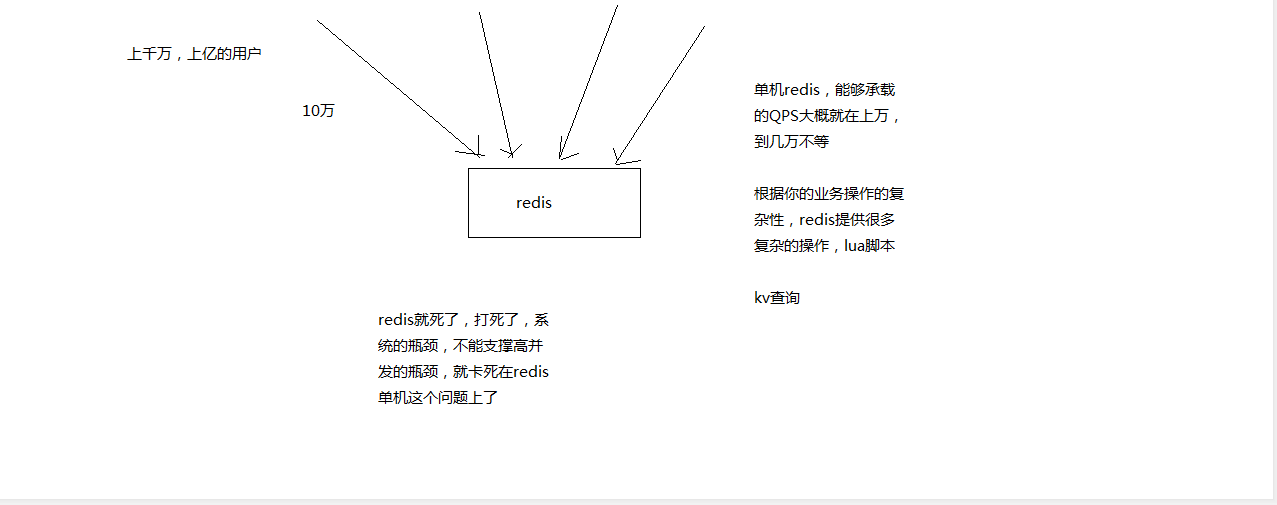 上千万，上亿的用户
10万
单机redis，能够承载
的QPS大概就在上万，
到几万不等
根据你的业务操作的复
杂性，redis提供很多
复杂的操作，lua脚本
kv查询
redis
redis就死了，打死了，系
统的瓶颈，不能支撑高并
发的瓶颈，就卡死在redis
单机这个问题上了